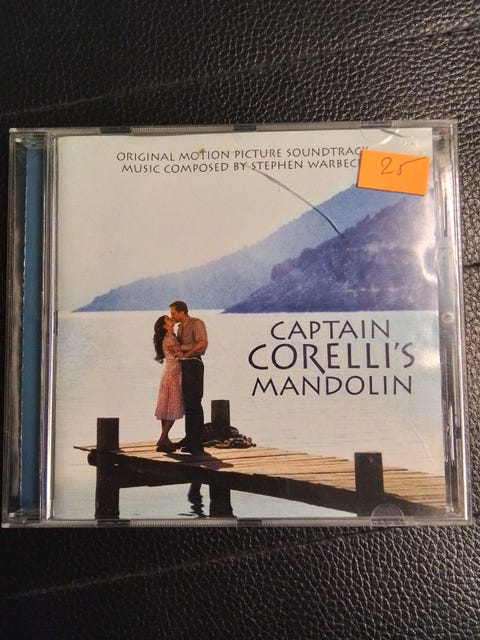 ORIGINAL MOTION PICTURE SOUNDTRACK
MUSIC COMPOSED BY STEPHEN WARBECK
25
CAPTAIN
CORELLI'S
MANDOLIN